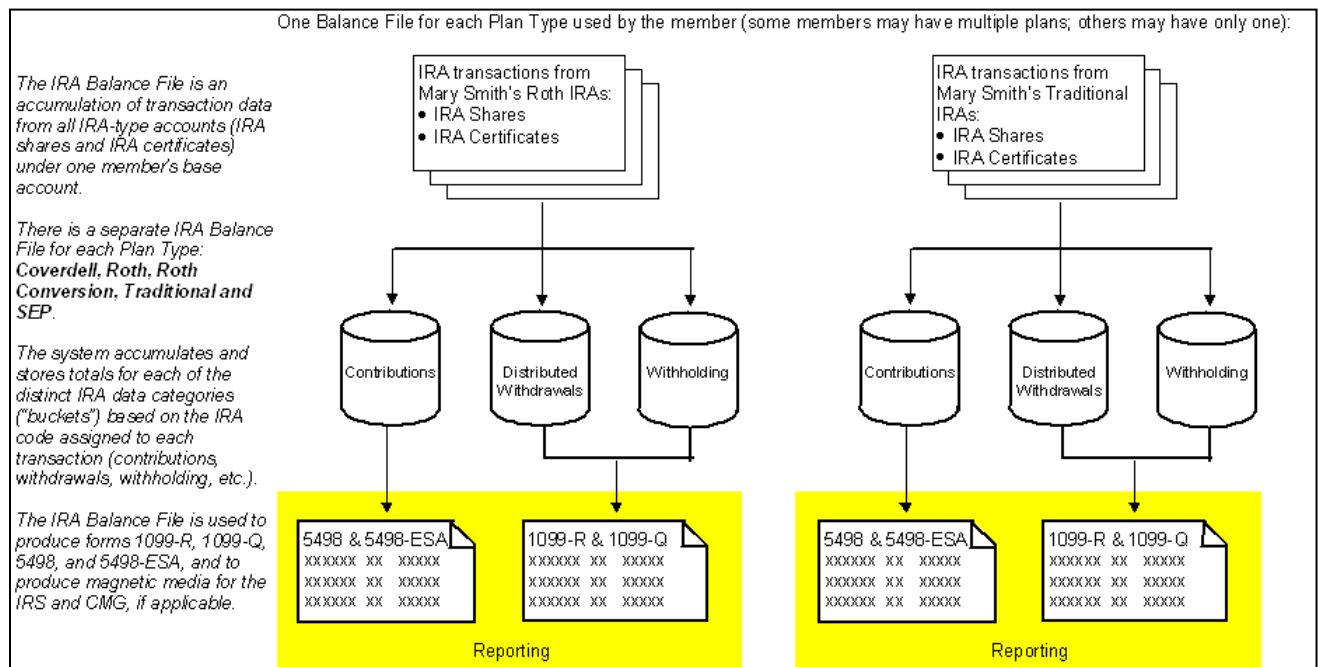 One Balance File for each Plan Type used by the member (some members may have multiple plans; others may have only one):
The IRA Balance File is an
accumulation of transaction data
from all IRA-type accounts (IRA
shares and IRA certificates)
under one member's base
account.
There is a separate IRA Balance
File for each Plan Type:
Coverdell, Roth, Roth
Conversion, Traditional and
SEP.
The system accumulates and
stores totals for each of the
distinct IRA data categories
("buckets") based on the IRA
code assigned to each
transaction (contributions,
withdrawals, withholding, etc.).
The IRA Balance File is used to
produce forms 1099-R, 1099-Q,
5498, and 5498-ESA, and to
produce magnetic media for the
IRS and CMG, if applicable.
IRA transactions from
Mary Smith's Roth IRAs:
• IRA Shares
• IRA Certificates
Contributions
Distributed
Withdrawals
Withholding
5498 & 5498-ESA
xxxxxx xx xxxxx
xxxxxx xx xxxxx
xxxxxx xx xxxxx
1099-R & 1099-Q
xxxxxx xx xxxxx
xxxxxx xx xxxxx
xxxxxx xx xxxxx
Reporting
IRA transactions from
Mary Smith's Traditional
IRAs:
• IRA Shares
• IRA Certificates
Contributions
Distributed
Withdrawals
Withholding
5498 & 5498-ESA
xxxxxx xx xxxxx
xxxxxx xx xxxxx
xxxxxx xx xxxxx
1099-R & 1099-Q
xxxxxx xx xxxxx
xxxxxx xx xxxxx
xxxxxx xx xxxxx
Reporting